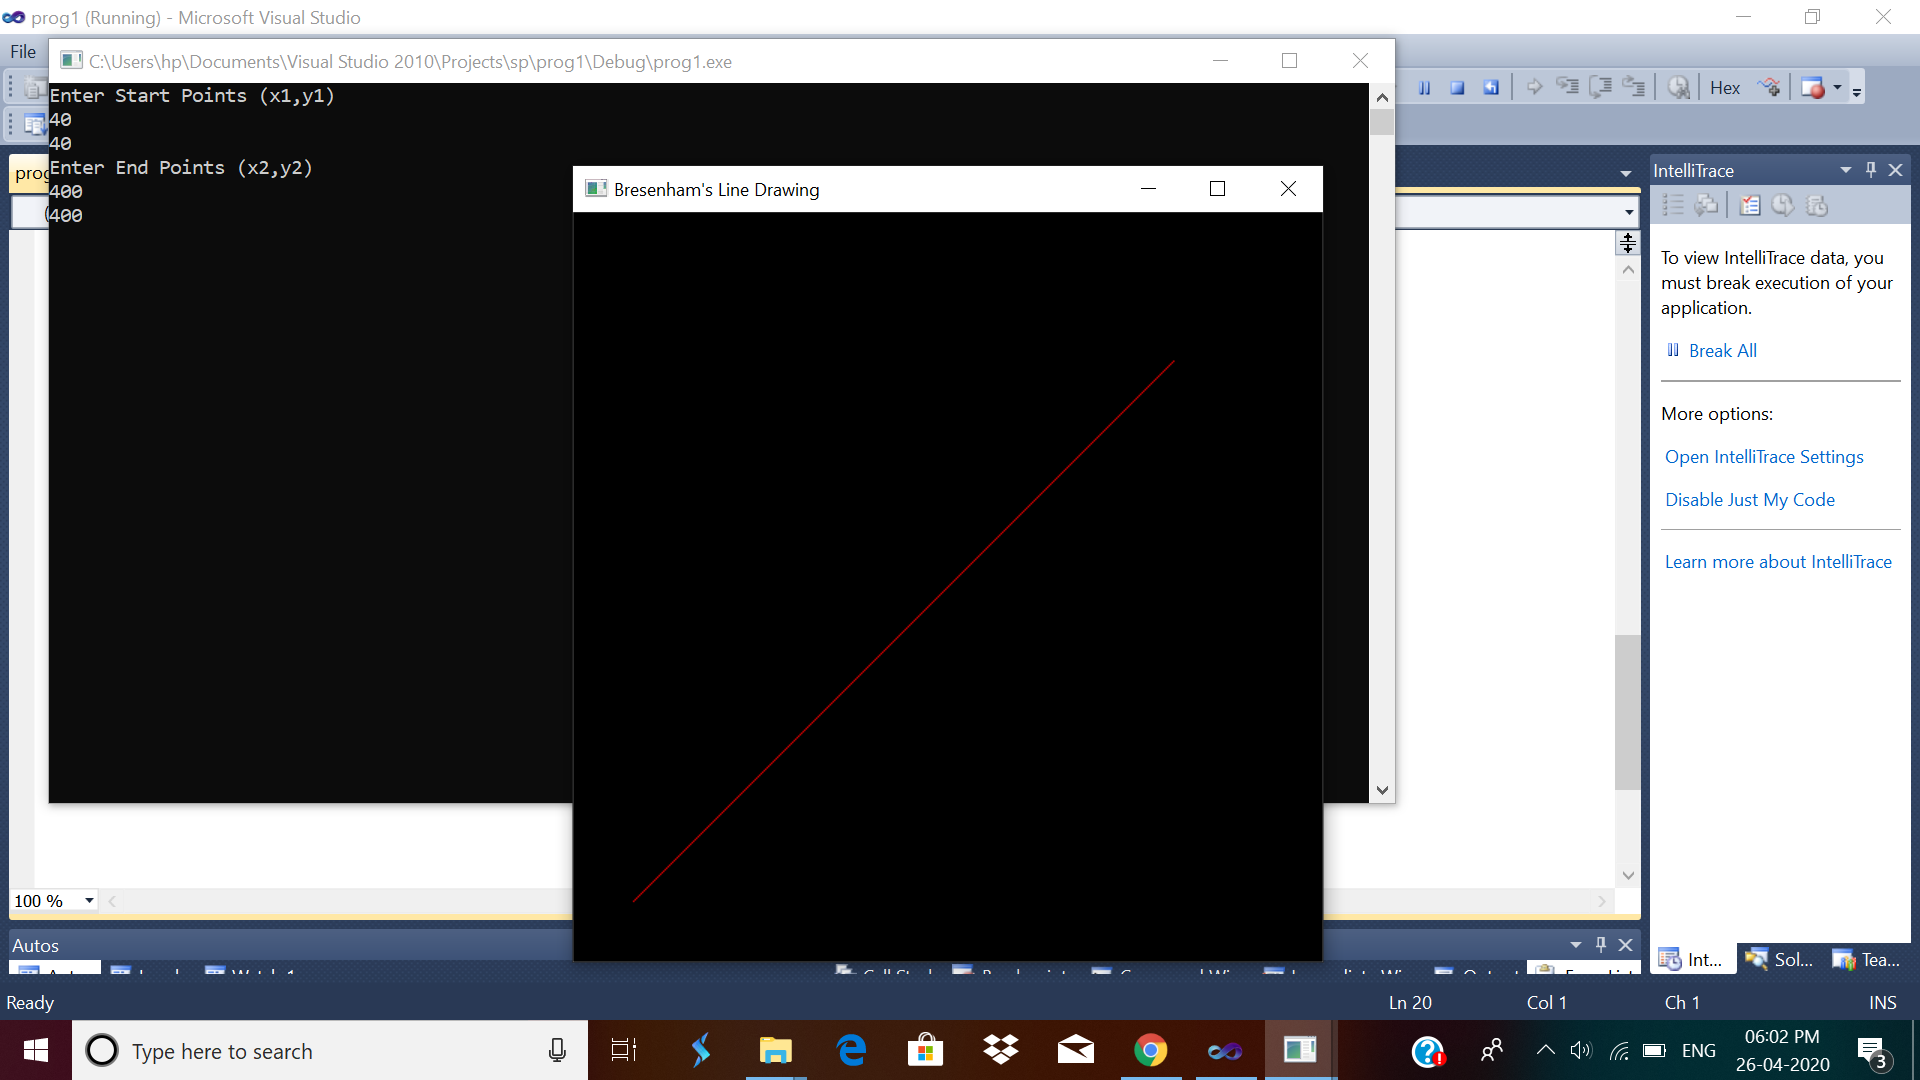 prog1 (Running) - Microsoft Visual Studio
File
C:\Users\hp\Documents\Visual Studio 2010\Projects\sp\prog1\Debug\prog1.exe
Hex
Enter Start Points (x1,y1)
40
40
Enter End Points (x2,y2)
400
400
Bresenham's Line Drawing
IntelliTrace
To view IntelliTrace data, you
must break execution of your
application.
Break All
More options:
Open IntelliTrace Settings
Disable Just My Code
Learn more about IntelliTrace
100 %
Autos
Int...
Sol...
Tea...
Ready
Ln 20
Col 1
Ch 1
INS
Type here to search
ENG
06:02 PM
26-04-2020
3